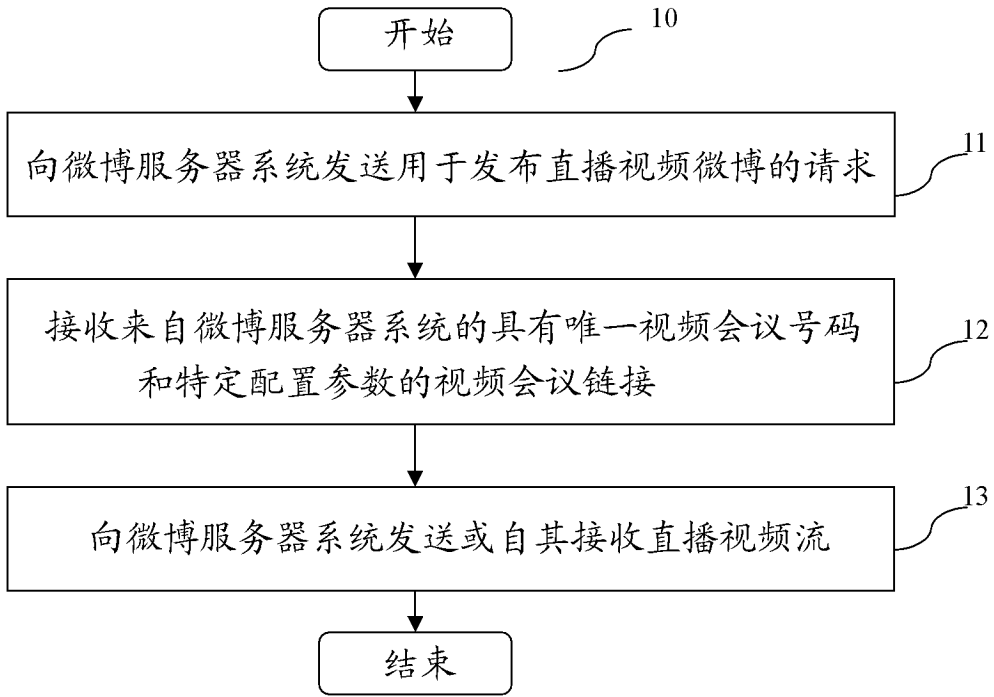 开始
10
向微博服务器系统发送用于发布直播视频微博的请求
11
接收来自微博服务器系统的具有唯一视频会议号码
和特定配置参数的视频会议链接
12
向微博服务器系统发送或自其接收直播视频流
13
结束